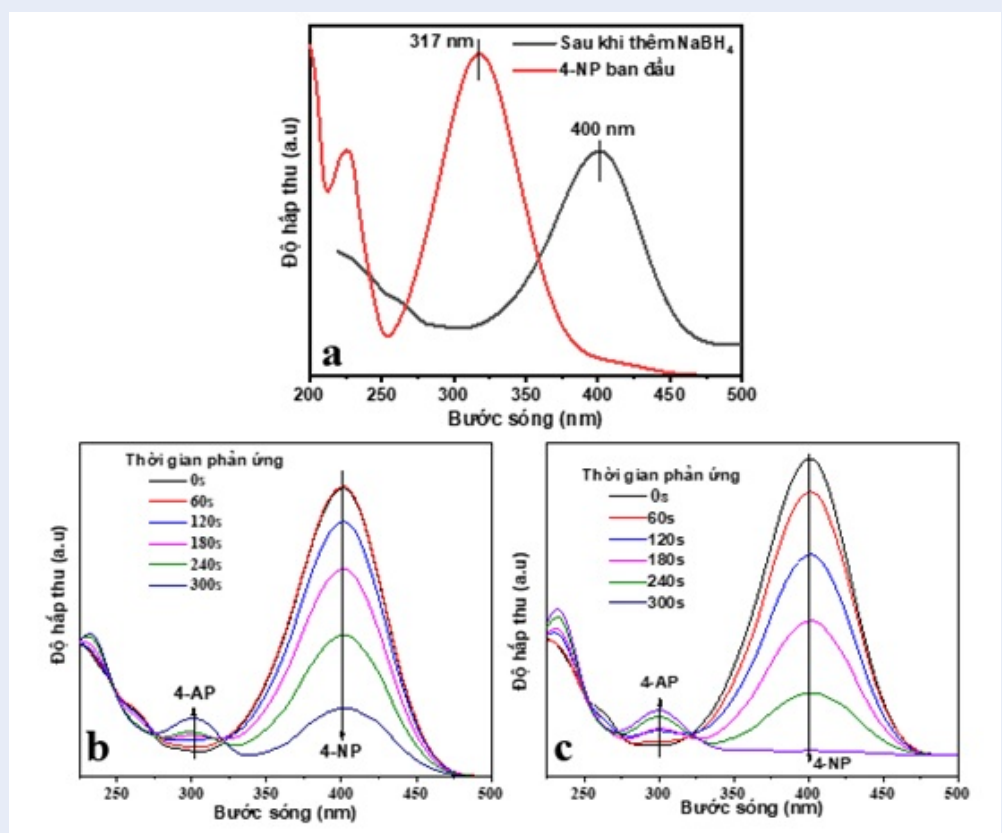 317 nm
Sau khi thêm NaBH₄
4-NP ban đầu
400 nm
Độ hấp thu (a.u)
a
200 250 300 350 400 450 500
Bước sóng (nm)
Thời gian phản ứng
0s
60s
120s
180s
240s
300s
Độ hấp thu (a.u)
4-AP
4-NP
b
250 300 350 400 450 500
Bước sóng (nm)
Thời gian phản ứng
0s
60s
120s
180s
240s
300s
Độ hấp thu (a.u)
4-AP
4-NP
c
250 300 350 400 450 500
Bước sóng (nm)